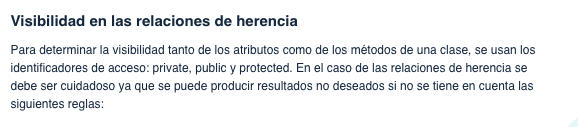 Visibilidad en las relaciones de herencia
Para determinar la visibilidad tanto de los atributos como de los métodos de una clase, se usan los
identificadores de acceso: private, public y protected. En el caso de las relaciones de herencia se
debe ser cuidadoso ya que se puede producir resultados no deseados si no se tiene en cuenta las
siguientes reglas: